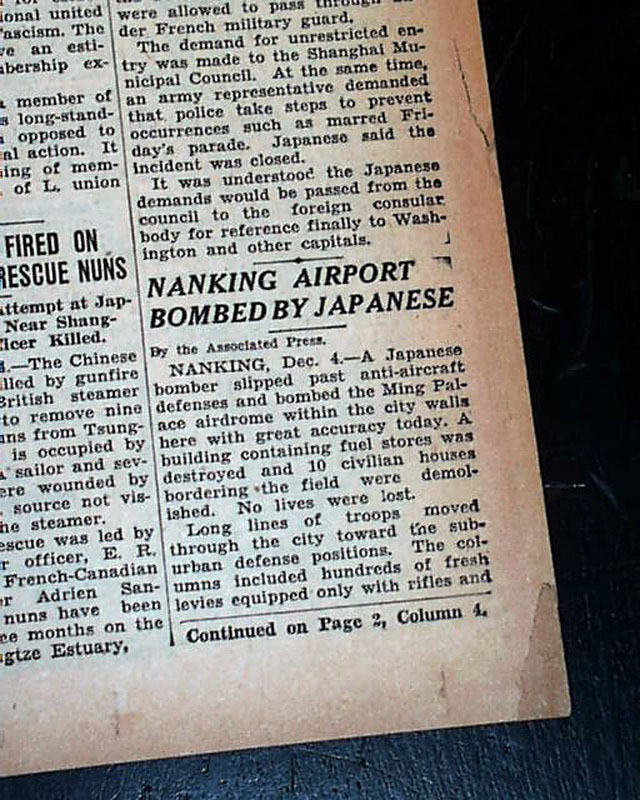 ional united
Fascism. The
ve an esti-
mbership ex-
member of
s long-stand-
opposed to
al action. It
ing of mem-
of L. union
FIRED ON
RESCUE NUNS
attempt at Jap-
Near Shang-
icer Killed.
.—The Chinese
lled by gunfire
British steamer
to remove nine
ans from Tsung-
is occupied by
A sailor and sev-
ere wounded by
source not vis-
he steamer.
escue was led by
r officer, E. R.
French-Canadian
r Adrien San-
nuns have been
ee months on the
gtze Estuary,
were allowed to pass through
der French military guard.
The demand for unrestricted en-
try was made to the Shanghai Mu-
nicipal Council. At the same time,
an army representative demanded
that police take steps to prevent
occurrences such as marred Fri-
day's parade. Japanese said the
incident was closed.
It was understood the Japanese
demands would be passed from the
council to the foreign consular
body for reference finally to Wash-
ington and other capitals.
NANKING AIRPORT
BOMBED BY JAPANESE
By the Associated Press.
NANKING, Dec. 4.—A Japanese
bomber slipped past anti-aircraft
defenses and bombed the Ming Pal-
ace airdrome within the city walls
here with great accuracy today. A
building containing fuel stores was
destroyed and 10 civilian houses
bordering the field were demol-
ished. No lives were lost.
Long lines of troops moved
through the city toward the sub-
urban defense positions. The col-
umns included hundreds of fresh
levies equipped only with rifles and
Continued on Page 2, Column 4.